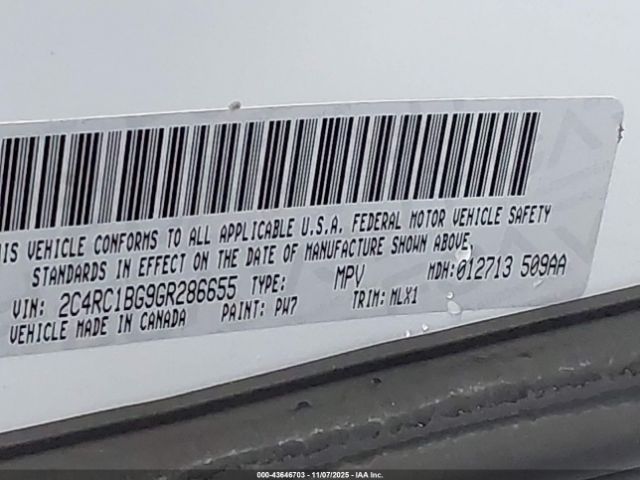 HIS VEHICLE CONFORMS TO ALL APPLICABLE U.S.A. FEDERAL MOTOR VEHICLE SAFETY
STANDARDS IN EFFECT ON THE DATE OF MANUFACTURE SHOWN ABOVE.
VIN: 2C4RC1BG9GR286655 TYPE: MPV MDH:012713 509AA
VEHICLE MADE IN CANADA PAINT: PW7 TRIM: MLX1
000-43646703 - 11/07/2025 - IAA Inc.